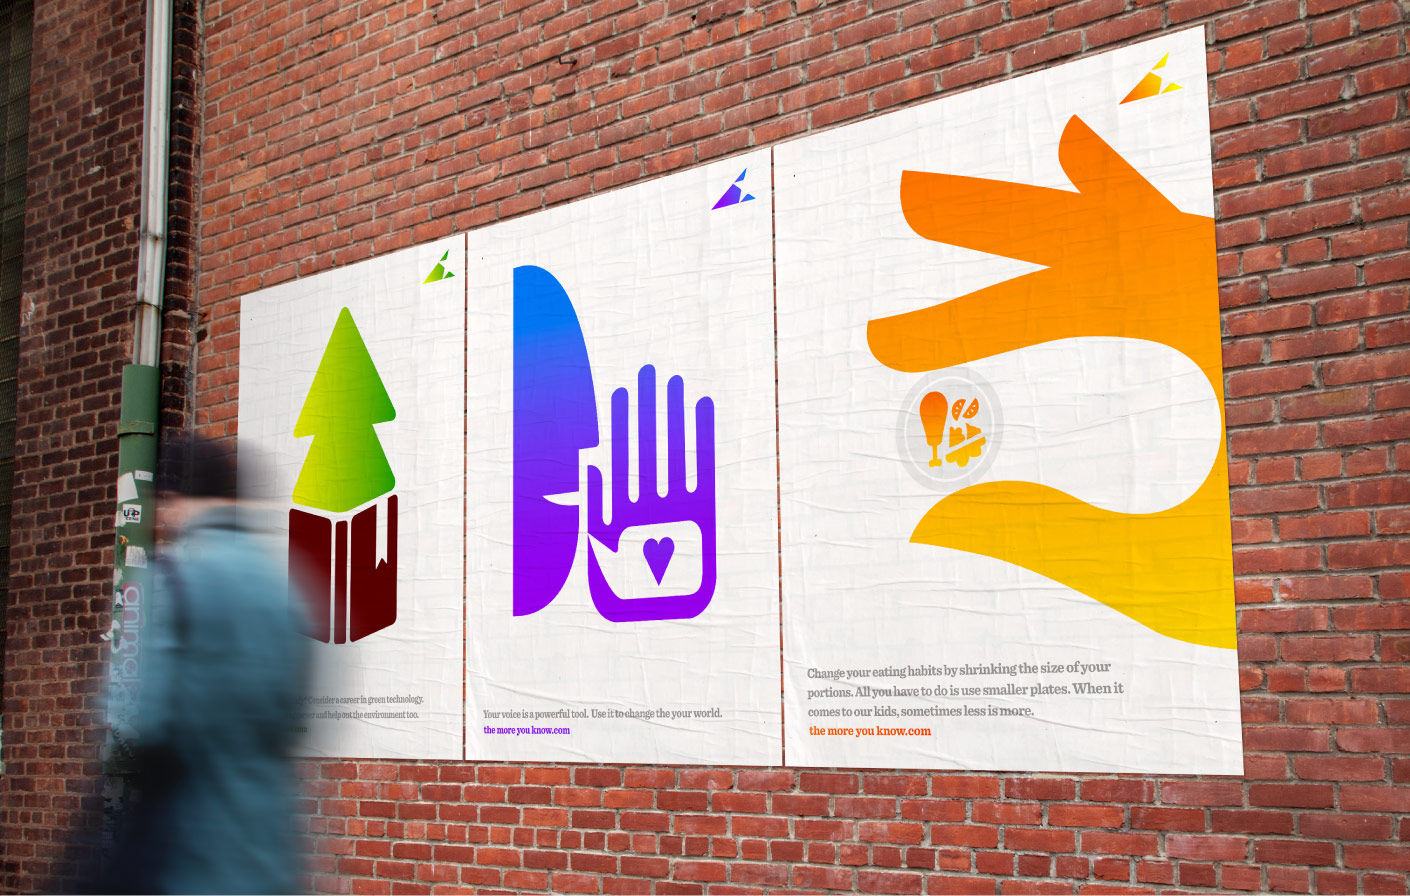 Consider a career in green technology.
and help out the environment too.
Your voice is a powerful tool. Use it to change the your world.
the more you know.com
Change your eating habits by shrinking the size of your
portions. All you have to do is use smaller plates. When it
comes to our kids, sometimes less is more.
the more you know.com
UP
animal